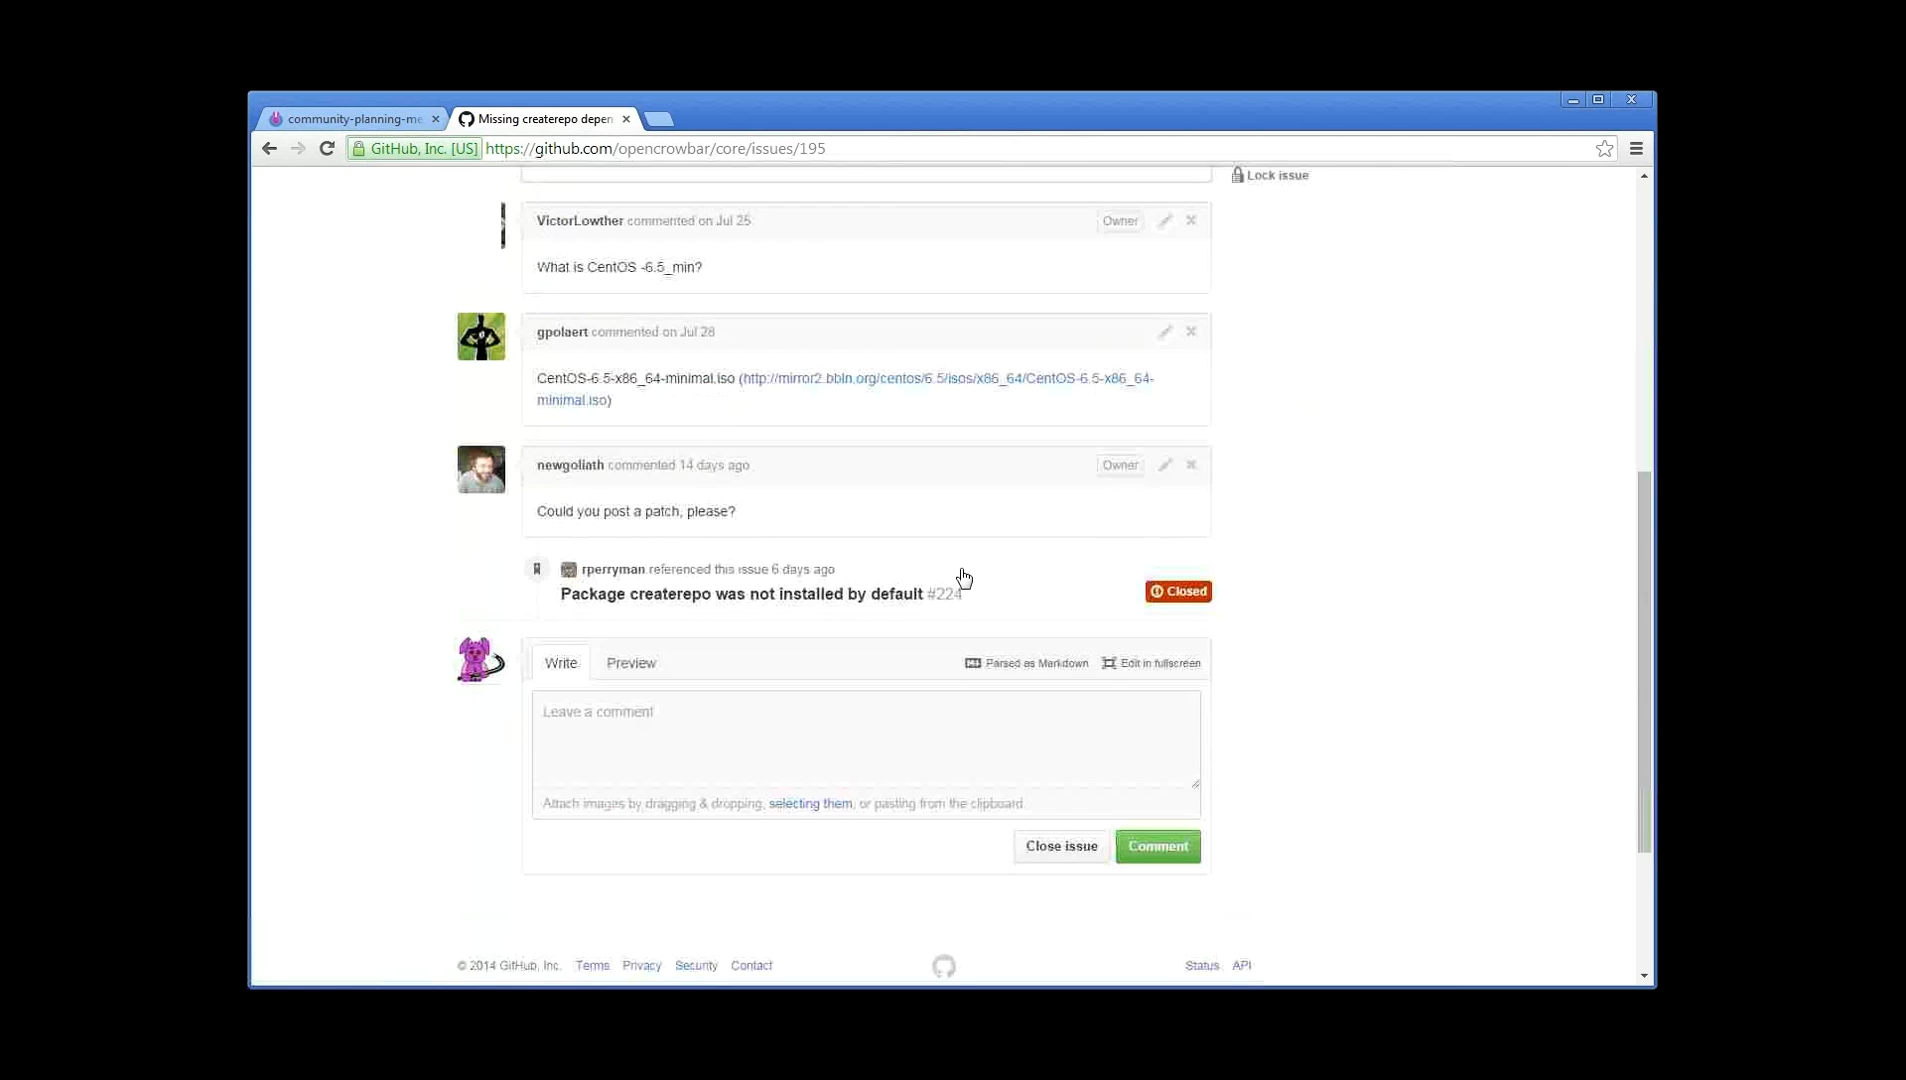 community-planning-me
Missing createrepo depen
GitHub, Inc. [US] https://github.com/opencrowbar/core/issues/195
Lock issue
VictorLowther commented on Jul 25
Owner
What is CentOS -6.5_min?
gpolaert commented on Jul 28
CentOS-6.5-x86_64-minimal.iso (http://mirror2.bbln.org/centos/6.5/isos/x86_64/CentOS-6.5-x86_64-
minimal.iso)
newgoliath commented 14 days ago
Owner
Could you post a patch, please?
rperryman referenced this issue 6 days ago
Package createrepo was not installed by default #224
Closed
Write Preview Parsed as Markdown Edit in fullscreen
Leave a comment
Attach images by dragging & dropping, selecting them, or pasting from the clipboard.
Close issue Comment
© 2014 GitHub, Inc. Terms Privacy Security Contact Status API